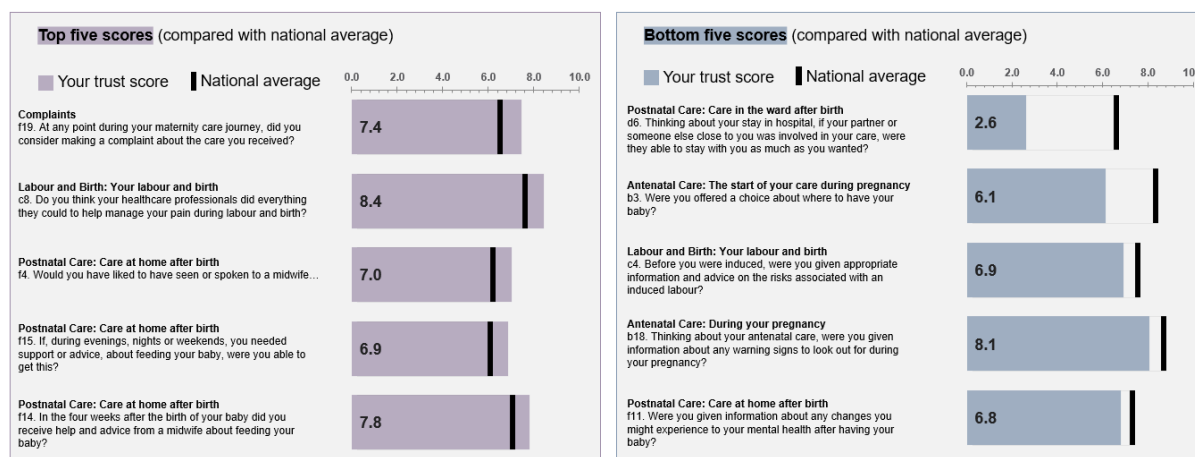 Top five scores (compared with national average)
Your trust score National average
0.0 2.0 4.0 6.0 8.0 10.0
Complaints
f19. At any point during your maternity care journey, did you
consider making a complaint about the care you received?
7.4
Labour and Birth: Your labour and birth
c8. Do you think your healthcare professionals did everything
they could to help manage your pain during labour and birth?
8.4
Postnatal Care: Care at home after birth
f4. Would you have liked to have seen or spoken to a midwife…
7.0
Postnatal Care: Care at home after birth
f15. If, during evenings, nights or weekends, you needed
support or advice, about feeding your baby, were you able to
get this?
6.9
Postnatal Care: Care at home after birth
f14. In the four weeks after the birth of your baby did you
receive help and advice from a midwife about feeding your
baby?
7.8
Bottom five scores (compared with national average)
Your trust score National average
0.0 2.0 4.0 6.0 8.0 10.0
Postnatal Care: Care in the ward after birth
d6. Thinking about your stay in hospital, if your partner or
someone else close to you was involved in your care, were
they able to stay with you as much as you wanted?
2.6
Antenatal Care: The start of your care during pregnancy
b3. Were you offered a choice about where to have your
baby?
6.1
Labour and Birth: Your labour and birth
c4. Before you were induced, were you given appropriate
information and advice on the risks associated with an
induced labour?
6.9
Antenatal Care: During your pregnancy
b18. Thinking about your antenatal care, were you given
information about any warning signs to look out for during
your pregnancy?
8.1
Postnatal Care: Care at home after birth
f11. Were you given information about any changes you
might experience to your mental health after having your
baby?
6.8